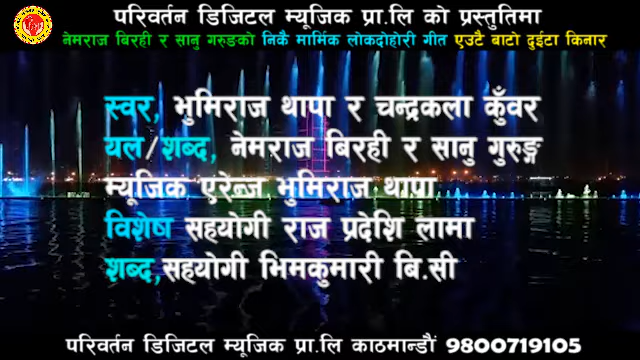 परिवर्तन डिजिटल म्यूजिक प्रा.लि को प्रस्तुतिमा
नेमराज बिरही र सानु गरुङको निकै मार्मिक लोकदोहोरी गीत एउटै बाटो दुईटा किनार
स्वर, भुमिराज थापा र चन्द्रकला कुँवर
यल/शब्द, नेमराज बिरही र सानु गुरुङ्ग
म्यूजिक एरेन्ज भुमिराज थापा
विशेष सहयोगी राज प्रदेशि लामा
शब्द,सहयोगी भिमकुमारी बि.सी
परिवर्तन डिजिटल म्यूजिक प्रा.लि काठमान्डौं 9800719105